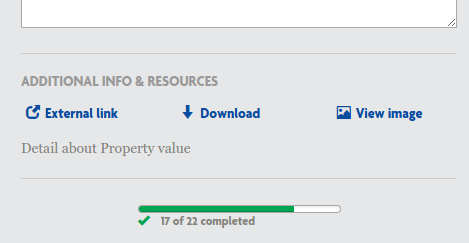 ADDITIONAL INFO & RESOURCES
External link Download View image
Detail about Property value
17 of 22 completed